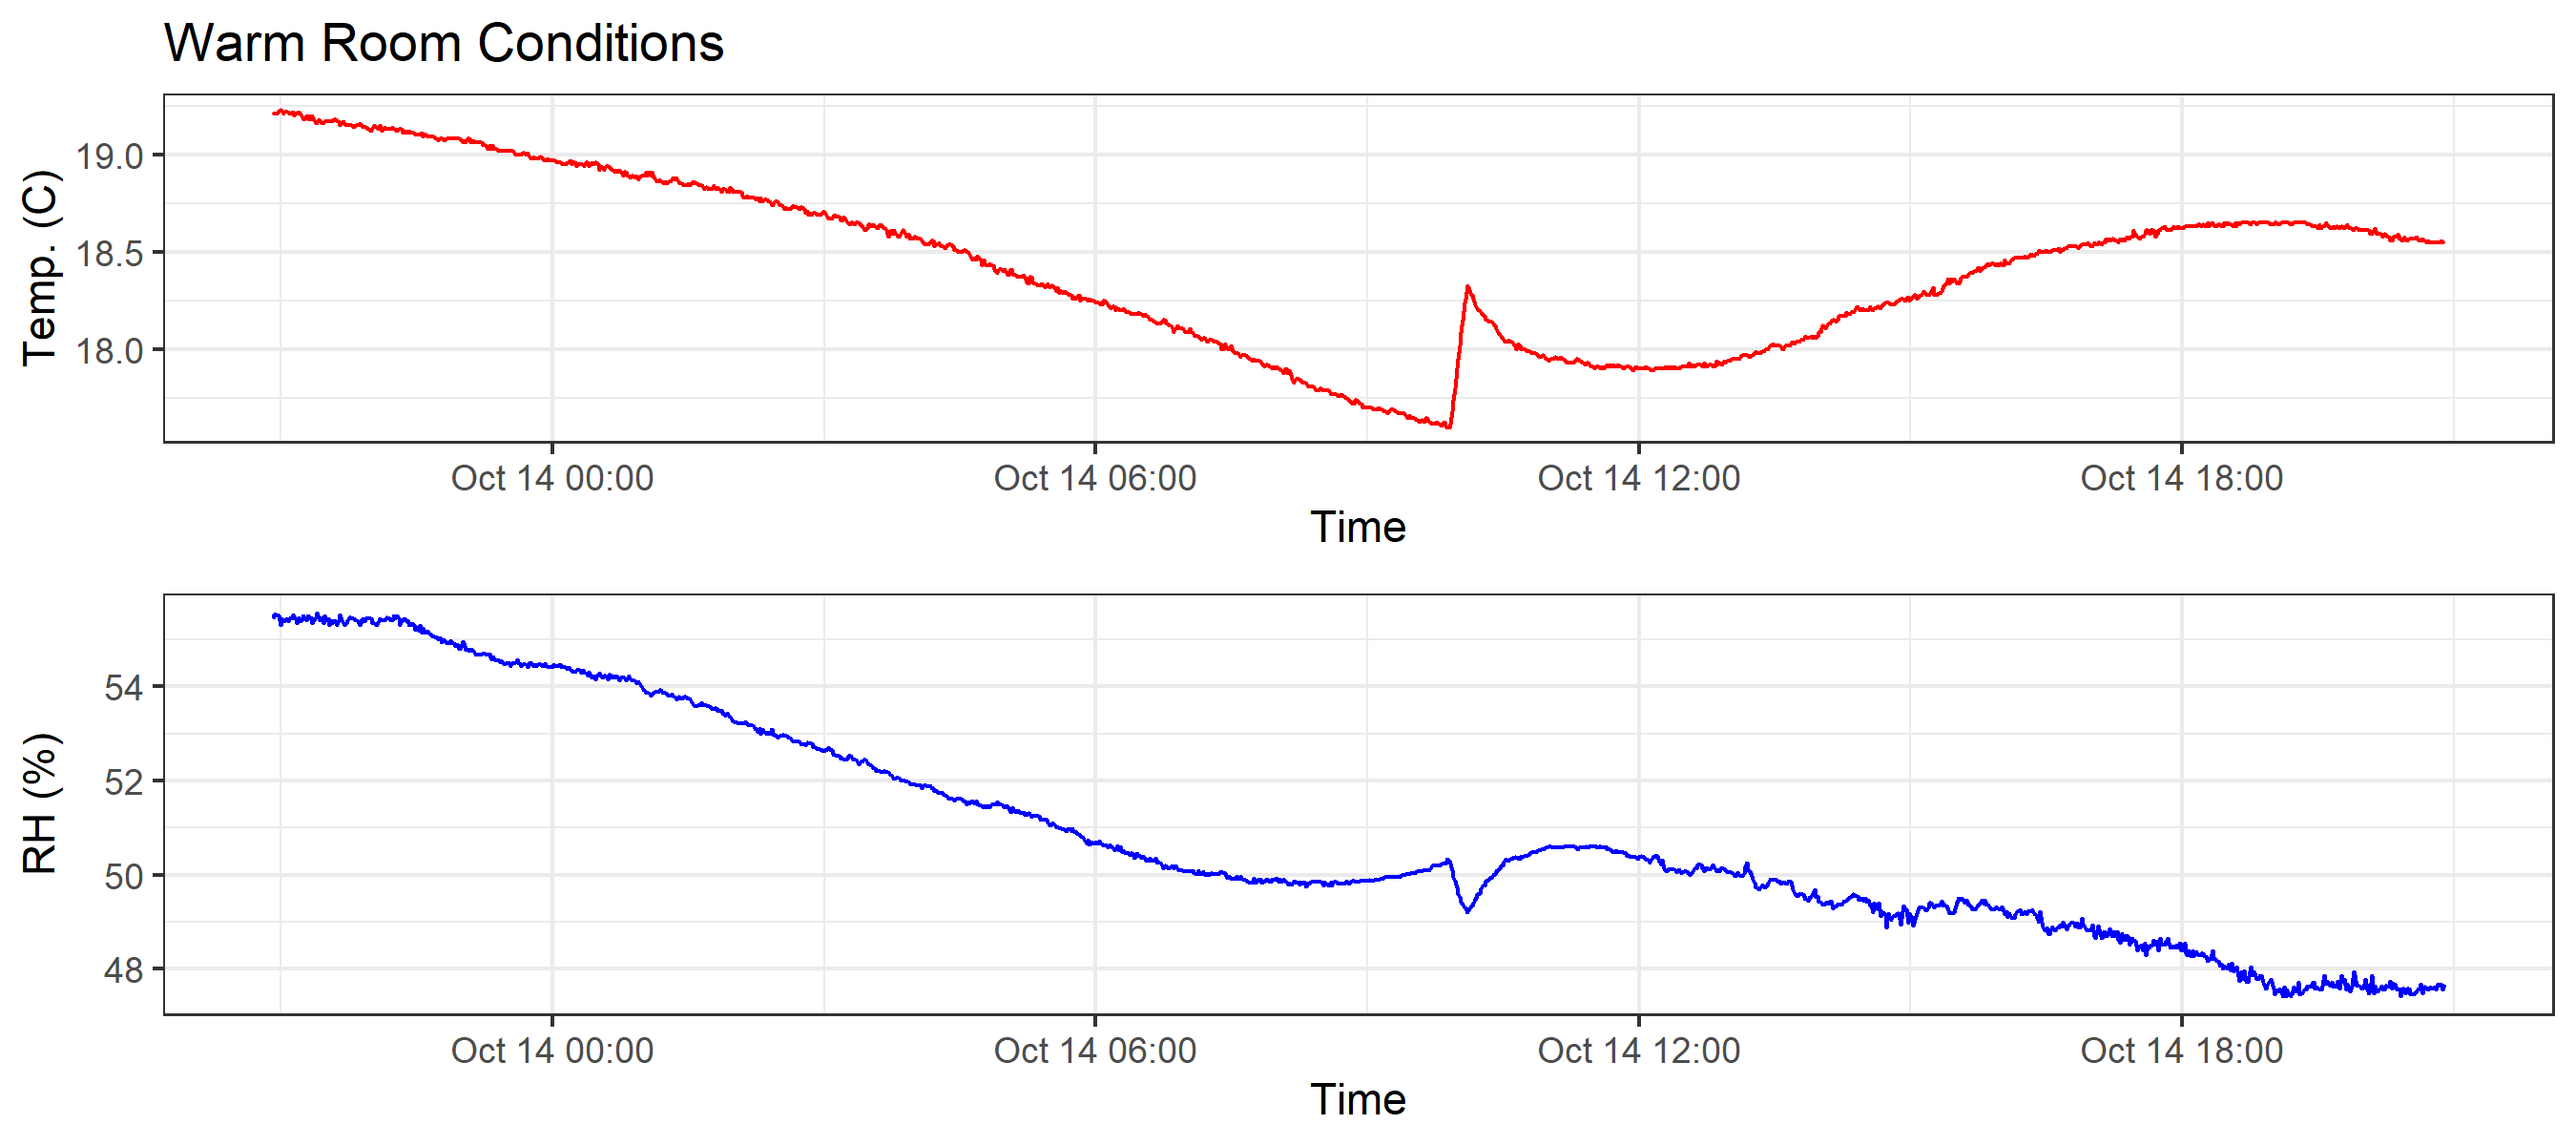 Warm Room Conditions
Temp. (C)
19.0
18.5
18.0
Oct 14 00:00 Oct 14 06:00 Oct 14 12:00 Oct 14 18:00
Time
RH (%)
54
52
50
48
Oct 14 00:00 Oct 14 06:00 Oct 14 12:00 Oct 14 18:00
Time